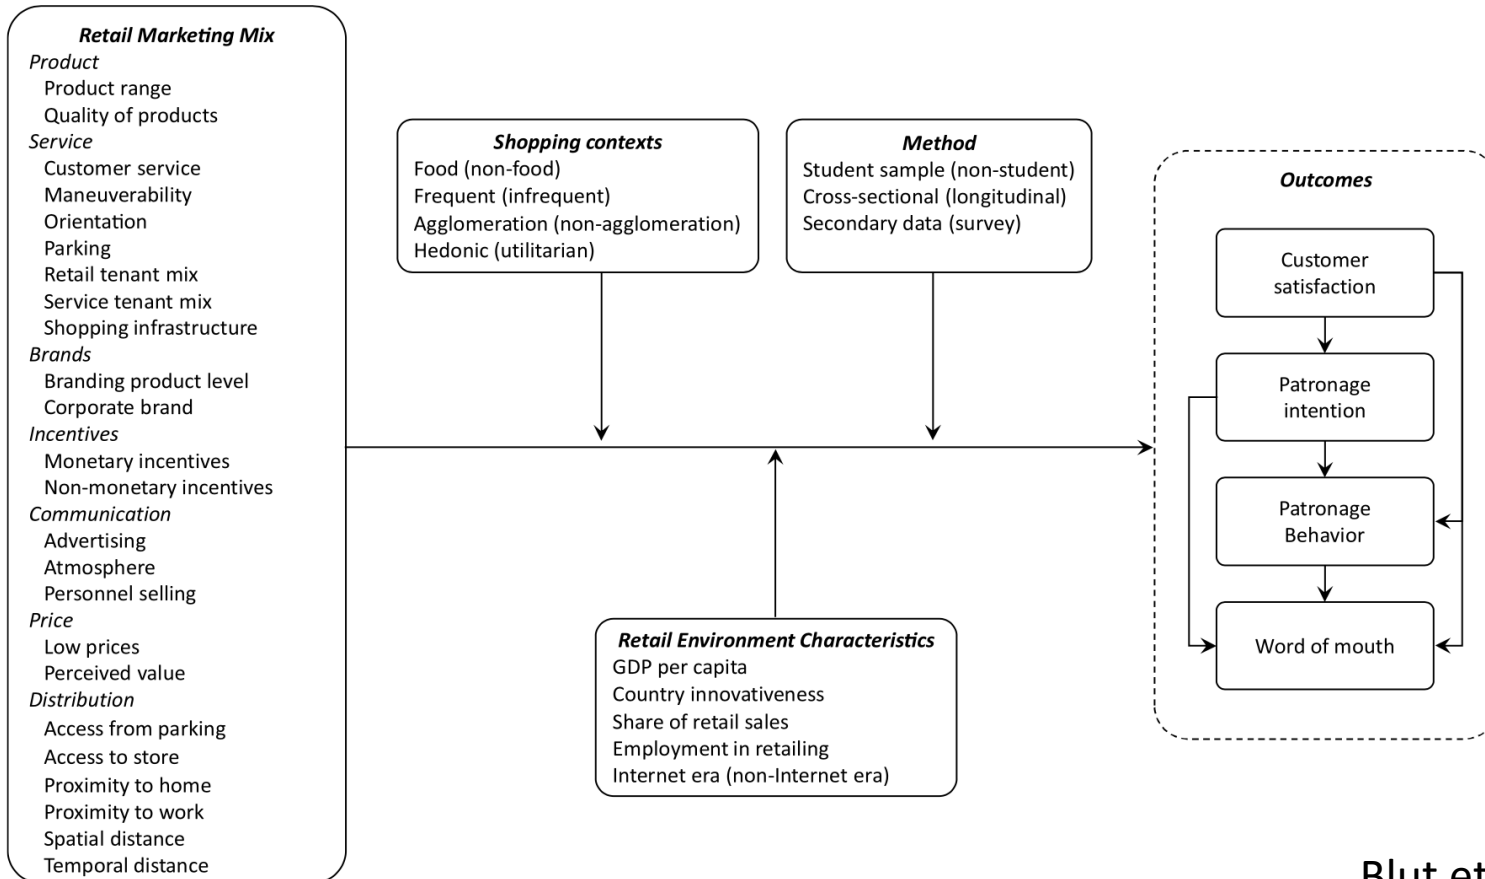 Retail Marketing Mix
Product
Product range
Quality of products
Service
Customer service
Maneuverability
Orientation
Parking
Retail tenant mix
Service tenant mix
Shopping infrastructure
Brands
Branding product level
Corporate brand
Incentives
Monetary incentives
Non-monetary incentives
Communication
Advertising
Atmosphere
Personnel selling
Price
Low prices
Perceived value
Distribution
Access from parking
Access to store
Proximity to home
Proximity to work
Spatial distance
Temporal distance
Shopping contexts
Food (non-food)
Frequent (infrequent)
Agglomeration (non-agglomeration)
Hedonic (utilitarian)
Method
Student sample (non-student)
Cross-sectional (longitudinal)
Secondary data (survey)
Retail Environment Characteristics
GDP per capita
Country innovativeness
Share of retail sales
Employment in retailing
Internet era (non-Internet era)
Outcomes
Customer
satisfaction
Patronage
intention
Patronage
Behavior
Word of mouth
Blut et